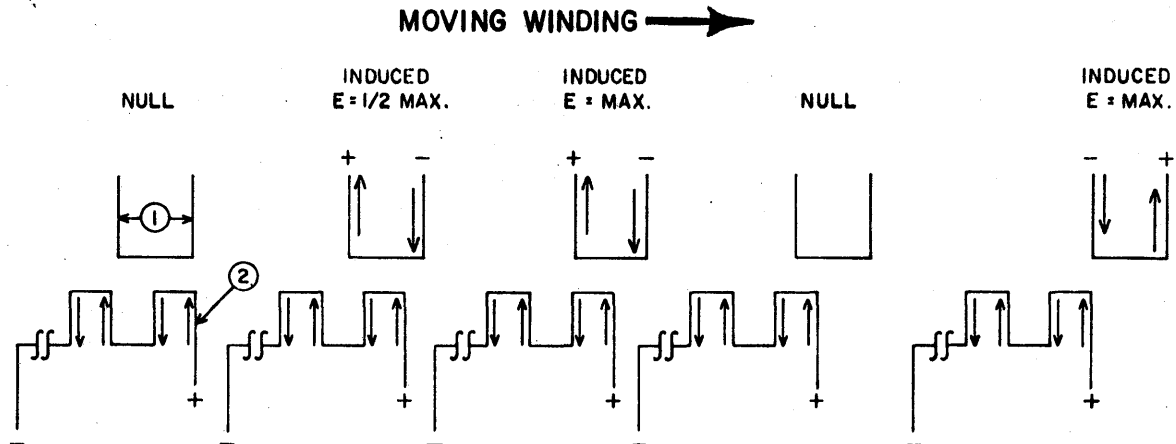 MOVING WINDING
NULL
INDUCED
E=1/2 MAX.
INDUCED
E = MAX.
NULL
INDUCED
E = MAX.
+ −
+ −
− +
1
2
+
+
+
+
+